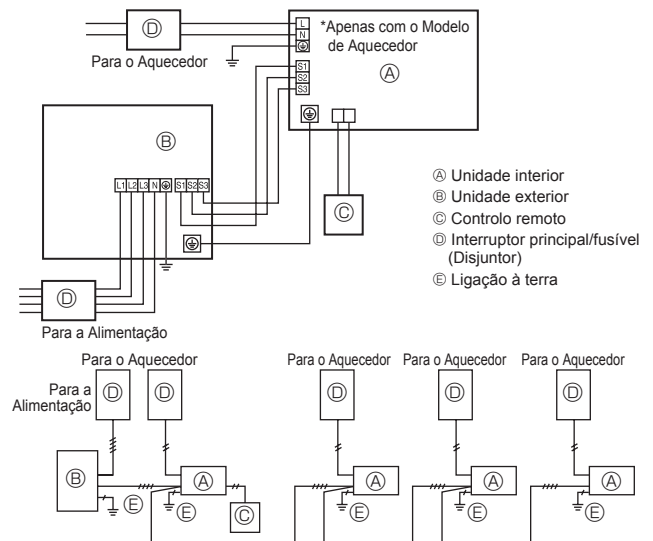 Ⓓ
Para o Aquecedor
L
N
*Apenas com o Modelo
de Aquecedor
Ⓐ
S1
S2
S3
Ⓑ
L1 L2 L3 N S1 S2 S3
Ⓒ
Ⓐ Unidade interior
Ⓑ Unidade exterior
Ⓒ Controlo remoto
Ⓓ Interruptor principal/fusível
(Disjuntor)
Ⓔ Ligação à terra
Ⓓ
Para a Alimentação
Para o Aquecedor Para o Aquecedor Para o Aquecedor Para o Aquecedor
Para a
Alimentação
Ⓓ Ⓓ Ⓓ Ⓓ Ⓓ
Ⓑ Ⓐ Ⓐ Ⓐ Ⓐ
Ⓔ Ⓔ Ⓒ Ⓔ Ⓔ Ⓔ